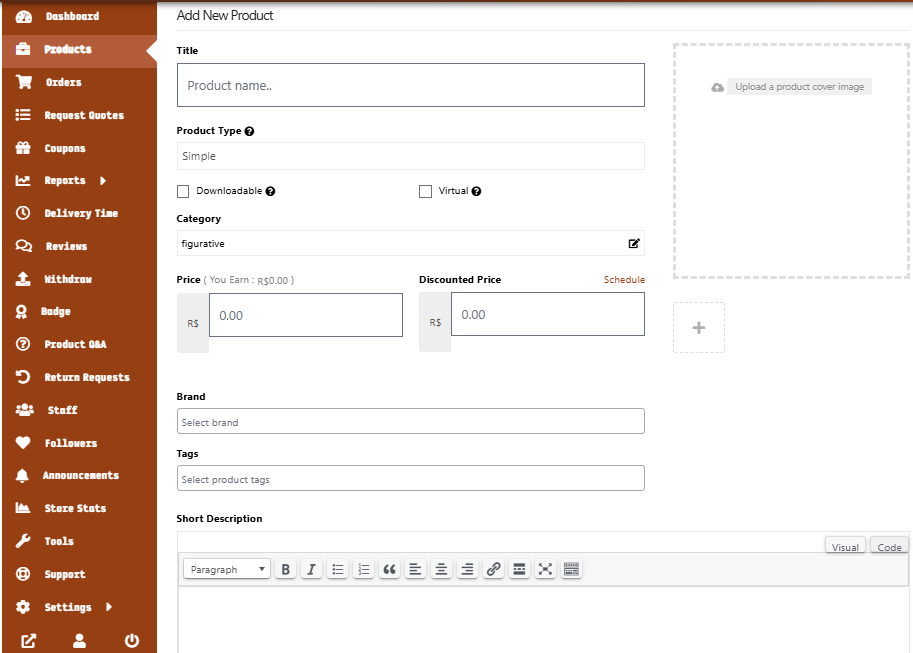 Dashboard
Products
Orders
Request Quotes
Coupons
Reports
Delivery Time
Reviews
Withdraw
Badge
Product Q&A
Return Requests
Staff
Followers
Announcements
Store Stats
Tools
Support
Settings
Add New Product
Title
Product name..
Product Type
Simple
Downloadable
Virtual
Category
figurative
Price ( You Earn : R$0.00 )
R$ 0.00
Discounted Price Schedule
R$ 0.00
Brand
Select brand
Tags
Select product tags
Short Description
Visual Code
Paragraph
B I
Upload a product cover image